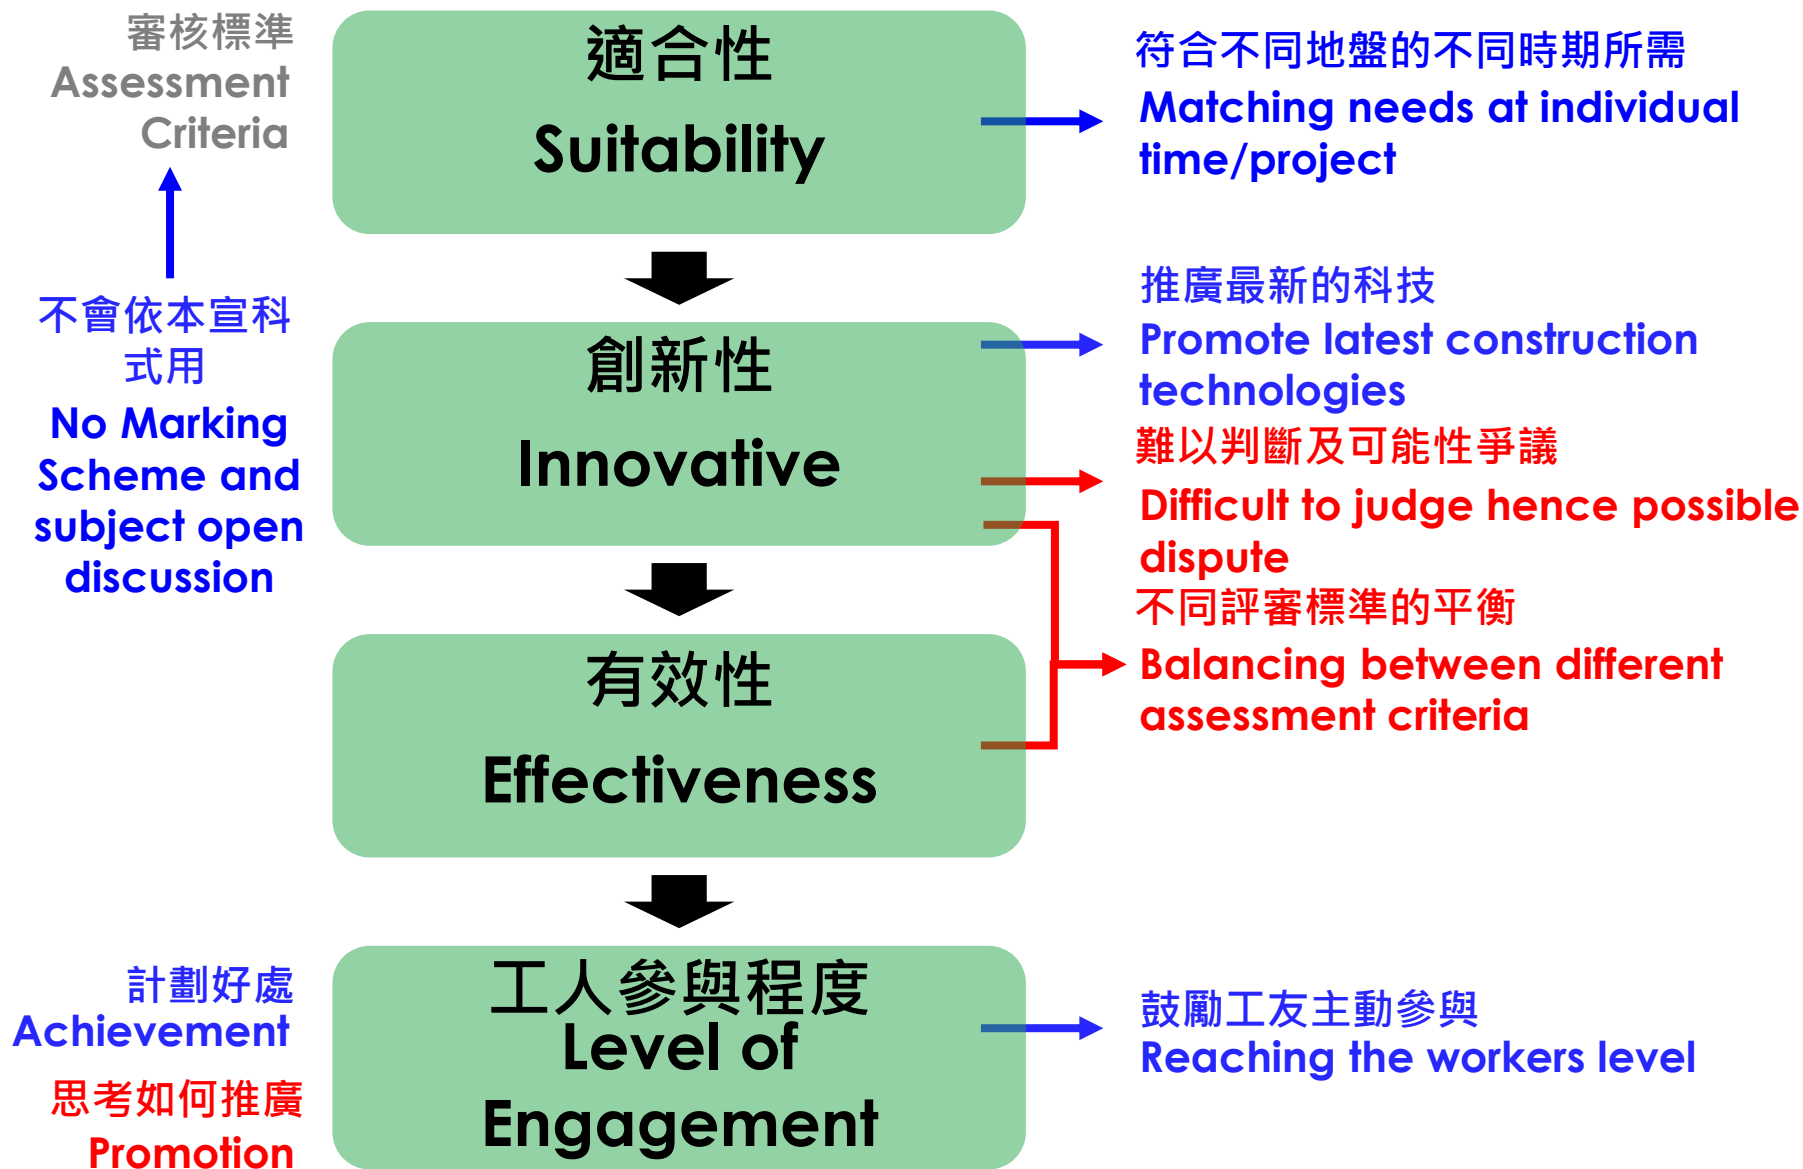 審核標準
Assessment
Criteria
不會依本宣科
式用
No Marking
Scheme and
subject open
discussion
計劃好處
Achievement
思考如何推廣
Promotion
適合性
Suitability
創新性
Innovative
有效性
Effectiveness
工人參與程度
Level of
Engagement
符合不同地盤的不同時期所需
Matching needs at individual
time/project
推廣最新的科技
Promote latest construction
technologies
難以判斷及可能性爭議
Difficult to judge hence possible
dispute
不同評審標準的平衡
Balancing between different
assessment criteria
鼓勵工友主動參與
Reaching the workers level